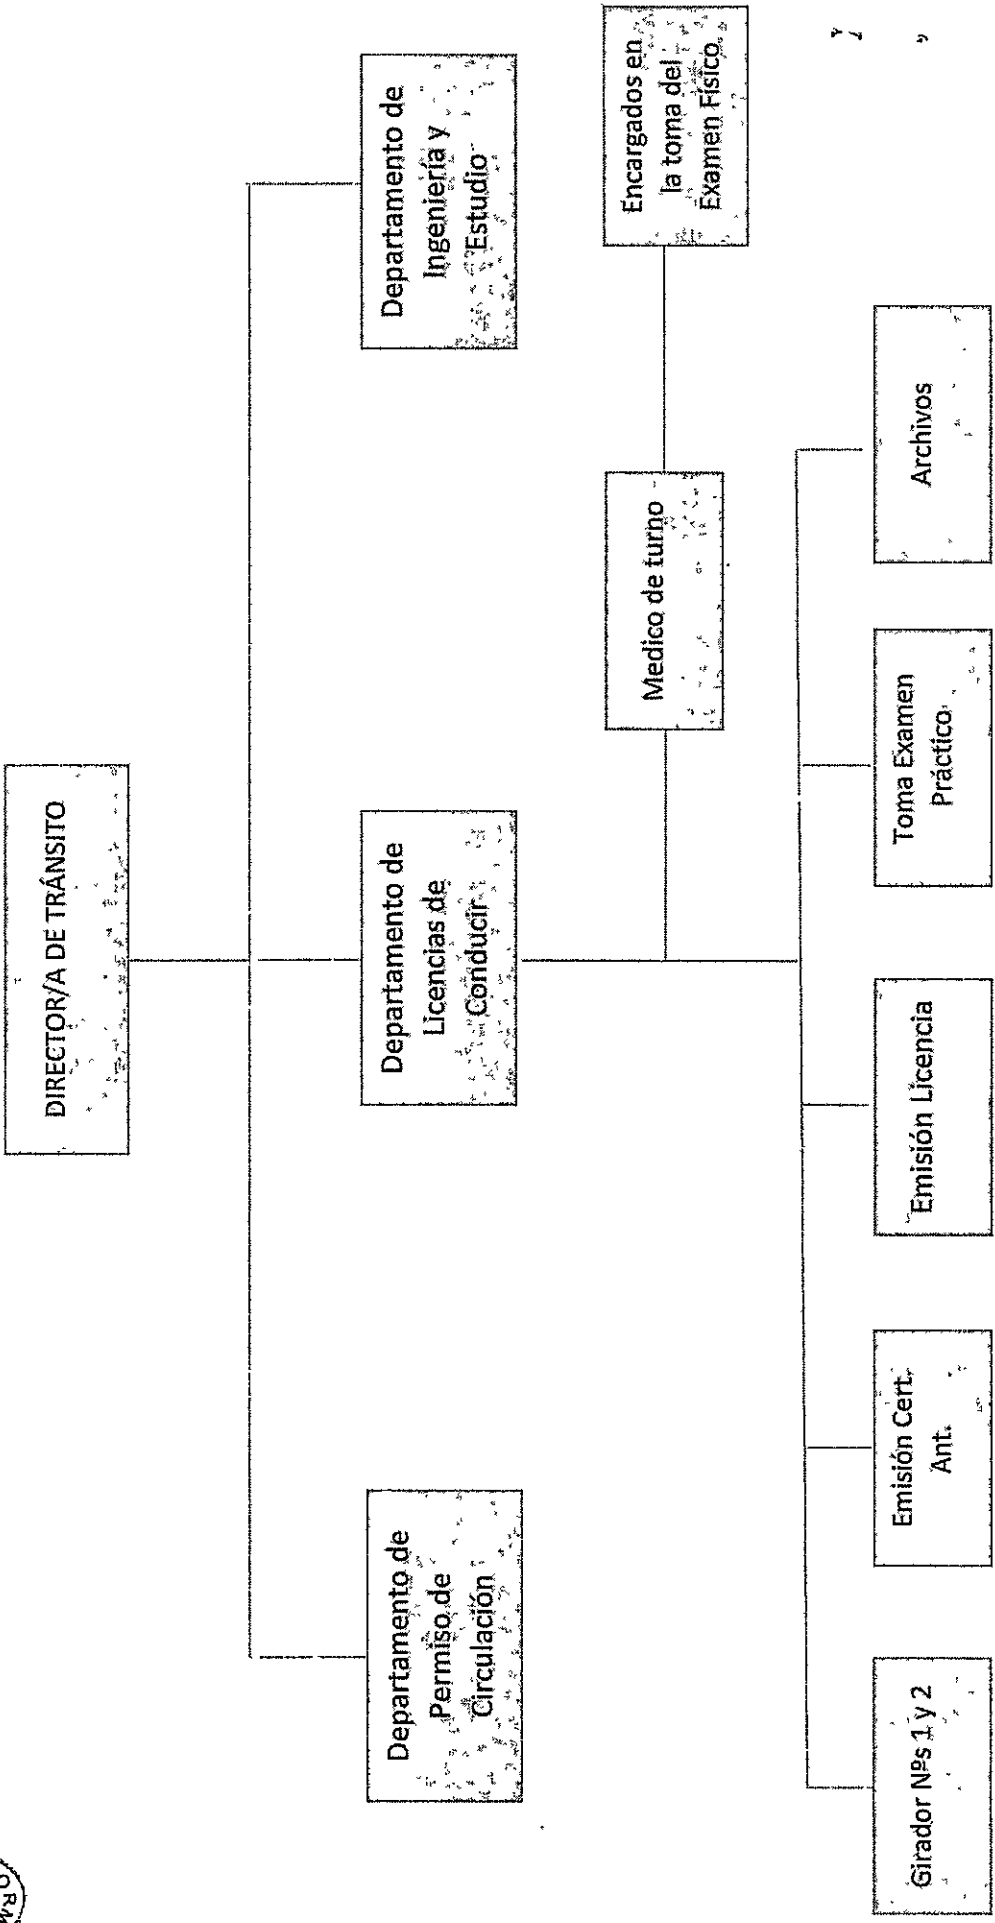 DIRECTOR/A DE TRÁNSITO
Departamento de
Permiso de
Circulación
Departamento de
Licencias de
Conducir
Departamento de
Ingeniería y
Estudio
Medico de turno
Encargados en
la toma del
Examen Físico
Girador Nºs 1 y 2
Emisión Cert.
Ant.
Emisión Licencia
Toma Examen
Práctico
Archivos